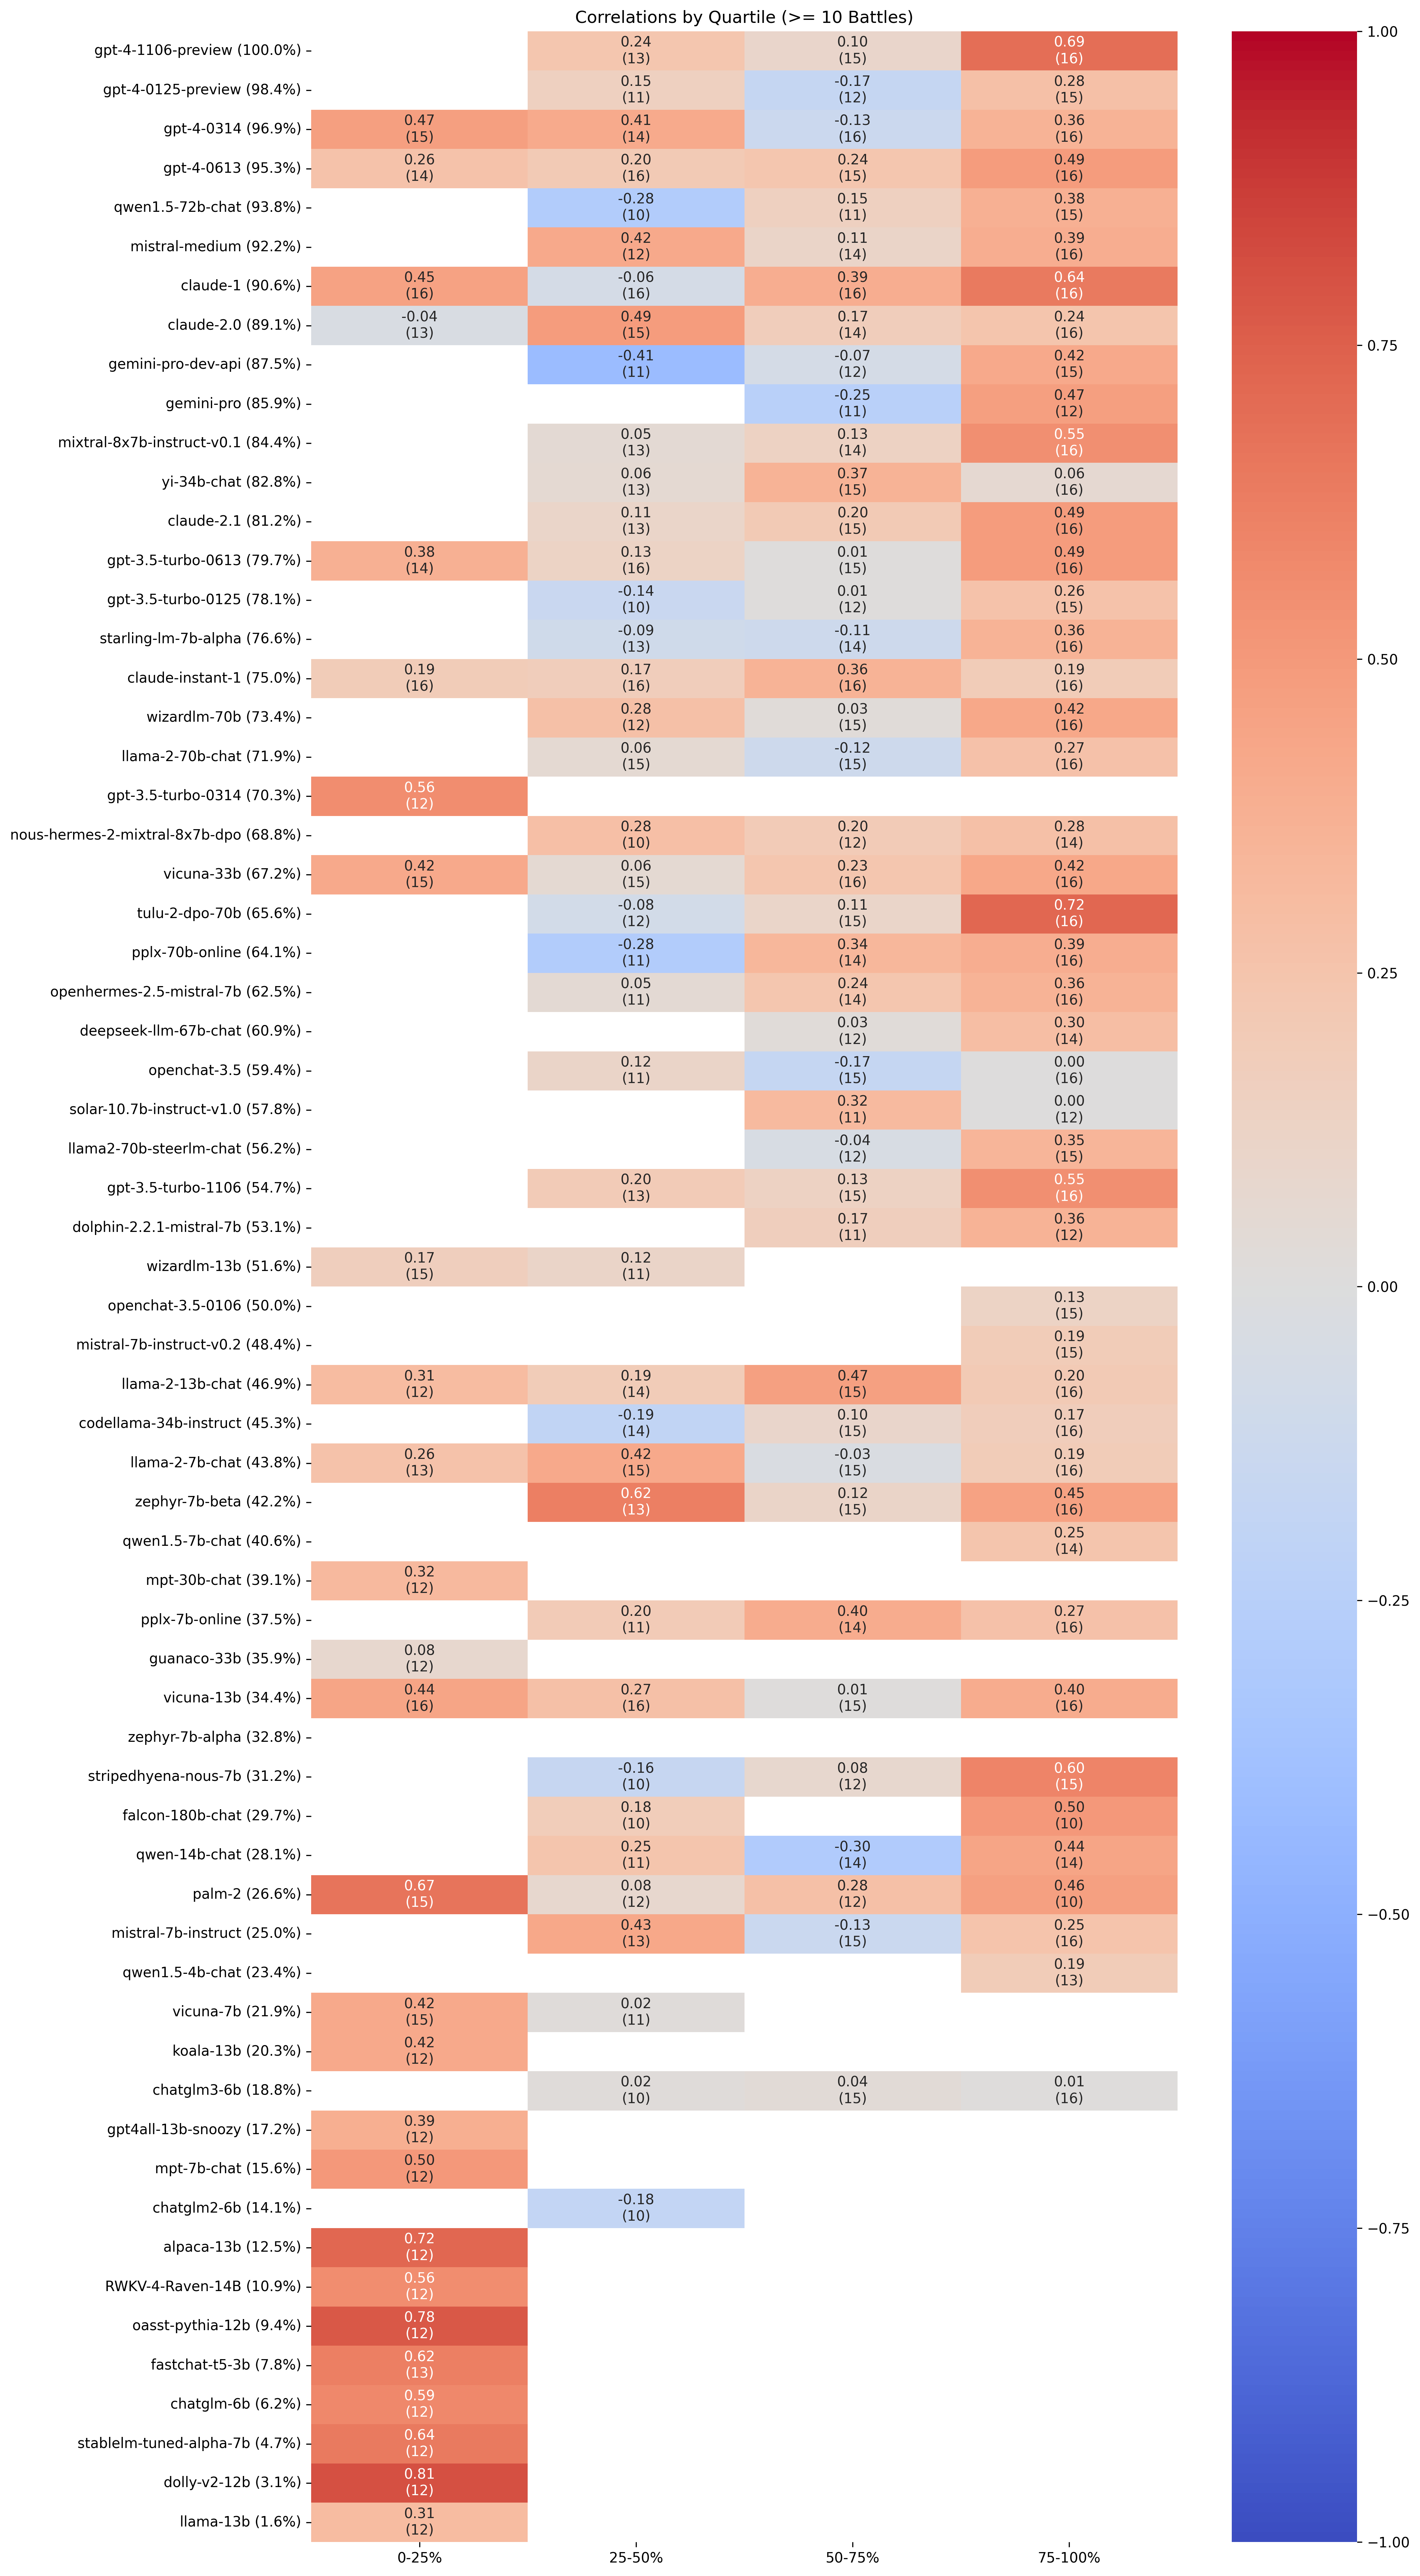 Correlations by Quartile (>= 10 Battles)
gpt-4-1106-preview (100.0%) 0.24 (13) 0.10 (15) 0.69 (16)
gpt-4-0125-preview (98.4%) 0.15 (11) -0.17 (12) 0.28 (15)
gpt-4-0314 (96.9%) 0.47 (15) 0.41 (14) -0.13 (16) 0.36 (16)
gpt-4-0613 (95.3%) 0.26 (14) 0.20 (16) 0.24 (15) 0.49 (16)
qwen1.5-72b-chat (93.8%) -0.28 (10) 0.15 (11) 0.38 (15)
mistral-medium (92.2%) 0.42 (12) 0.11 (14) 0.39 (16)
claude-1 (90.6%) 0.45 (16) -0.06 (16) 0.39 (16) 0.64 (16)
claude-2.0 (89.1%) -0.04 (13) 0.49 (15) 0.17 (14) 0.24 (16)
gemini-pro-dev-api (87.5%) -0.41 (11) -0.07 (12) 0.42 (15)
gemini-pro (85.9%) -0.25 (11) 0.47 (12)
mixtral-8x7b-instruct-v0.1 (84.4%) 0.05 (13) 0.13 (14) 0.55 (16)
yi-34b-chat (82.8%) 0.06 (13) 0.37 (15) 0.06 (16)
claude-2.1 (81.2%) 0.11 (13) 0.20 (15) 0.49 (16)
gpt-3.5-turbo-0613 (79.7%) 0.38 (14) 0.13 (16) 0.01 (15) 0.49 (16)
gpt-3.5-turbo-0125 (78.1%) -0.14 (10) 0.01 (12) 0.26 (15)
starling-lm-7b-alpha (76.6%) -0.09 (13) -0.11 (14) 0.36 (16)
claude-instant-1 (75.0%) 0.19 (16) 0.17 (16) 0.36 (16) 0.19 (16)
wizardlm-70b (73.4%) 0.28 (12) 0.03 (15) 0.42 (16)
llama-2-70b-chat (71.9%) 0.06 (15) -0.12 (15) 0.27 (16)
gpt-3.5-turbo-0314 (70.3%) 0.56 (12)
nous-hermes-2-mixtral-8x7b-dpo (68.8%) 0.28 (10) 0.20 (12) 0.28 (14)
vicuna-33b (67.2%) 0.42 (15) 0.06 (15) 0.23 (16) 0.42 (16)
tulu-2-dpo-70b (65.6%) -0.08 (12) 0.11 (15) 0.72 (16)
pplx-70b-online (64.1%) -0.28 (11) 0.34 (14) 0.39 (16)
openhermes-2.5-mistral-7b (62.5%) 0.05 (11) 0.24 (14) 0.36 (16)
deepseek-llm-67b-chat (60.9%) 0.03 (12) 0.30 (14)
openchat-3.5 (59.4%) 0.12 (11) -0.17 (15) 0.00 (16)
solar-10.7b-instruct-v1.0 (57.8%) 0.32 (11) 0.00 (12)
llama2-70b-steerlm-chat (56.2%) -0.04 (12) 0.35 (15)
gpt-3.5-turbo-1106 (54.7%) 0.20 (13) 0.13 (15) 0.55 (16)
dolphin-2.2.1-mistral-7b (53.1%) 0.17 (11) 0.36 (12)
wizardlm-13b (51.6%) 0.17 (15) 0.12 (11)
openchat-3.5-0106 (50.0%) 0.13 (15)
mistral-7b-instruct-v0.2 (48.4%) 0.19 (15)
llama-2-13b-chat (46.9%) 0.31 (12) 0.19 (14) 0.47 (15) 0.20 (16)
codellama-34b-instruct (45.3%) -0.19 (14) 0.10 (15) 0.17 (16)
llama-2-7b-chat (43.8%) 0.26 (13) 0.42 (15) -0.03 (15) 0.19 (16)
zephyr-7b-beta (42.2%) 0.62 (13) 0.12 (15) 0.45 (16)
qwen1.5-7b-chat (40.6%) 0.25 (14)
mpt-30b-chat (39.1%) 0.32 (12)
pplx-7b-online (37.5%) 0.20 (11) 0.40 (14) 0.27 (16)
guanaco-33b (35.9%) 0.08 (12)
vicuna-13b (34.4%) 0.44 (16) 0.27 (16) 0.01 (15) 0.40 (16)
zephyr-7b-alpha (32.8%)
stripedhyena-nous-7b (31.2%) -0.16 (10) 0.08 (12) 0.60 (15)
falcon-180b-chat (29.7%) 0.18 (10) 0.50 (10)
qwen-14b-chat (28.1%) 0.25 (11) -0.30 (14) 0.44 (14)
palm-2 (26.6%) 0.67 (15) 0.08 (12) 0.28 (12) 0.46 (10)
mistral-7b-instruct (25.0%) 0.43 (13) -0.13 (15) 0.25 (16)
qwen1.5-4b-chat (23.4%) 0.19 (13)
vicuna-7b (21.9%) 0.42 (15) 0.02 (11)
koala-13b (20.3%) 0.42 (12)
chatglm3-6b (18.8%) 0.02 (10) 0.04 (15) 0.01 (16)
gpt4all-13b-snoozy (17.2%) 0.39 (12)
mpt-7b-chat (15.6%) 0.50 (12)
chatglm2-6b (14.1%) -0.18 (10)
alpaca-13b (12.5%) 0.72 (12)
RWKV-4-Raven-14B (10.9%) 0.56 (12)
oasst-pythia-12b (9.4%) 0.78 (12)
fastchat-t5-3b (7.8%) 0.62 (13)
chatglm-6b (6.2%) 0.59 (12)
stablelm-tuned-alpha-7b (4.7%) 0.64 (12)
dolly-v2-12b (3.1%) 0.81 (12)
llama-13b (1.6%) 0.31 (12)
0-25% 25-50% 50-75% 75-100%
1.00
0.75
0.50
0.25
0.00
−0.25
−0.50
−0.75
−1.00